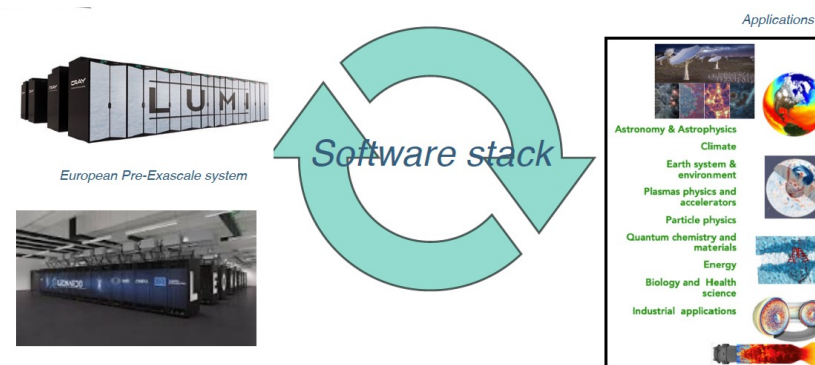 Applications
CRAY
LUMI
Software stack
European Pre-Exascale system
Astronomy & Astrophysics
Climate
Earth system &
environment
Plasmas physics and
accelerators
Particle physics
Quantum chemistry and
materials
Energy
Biology and Health
science
Industrial applications